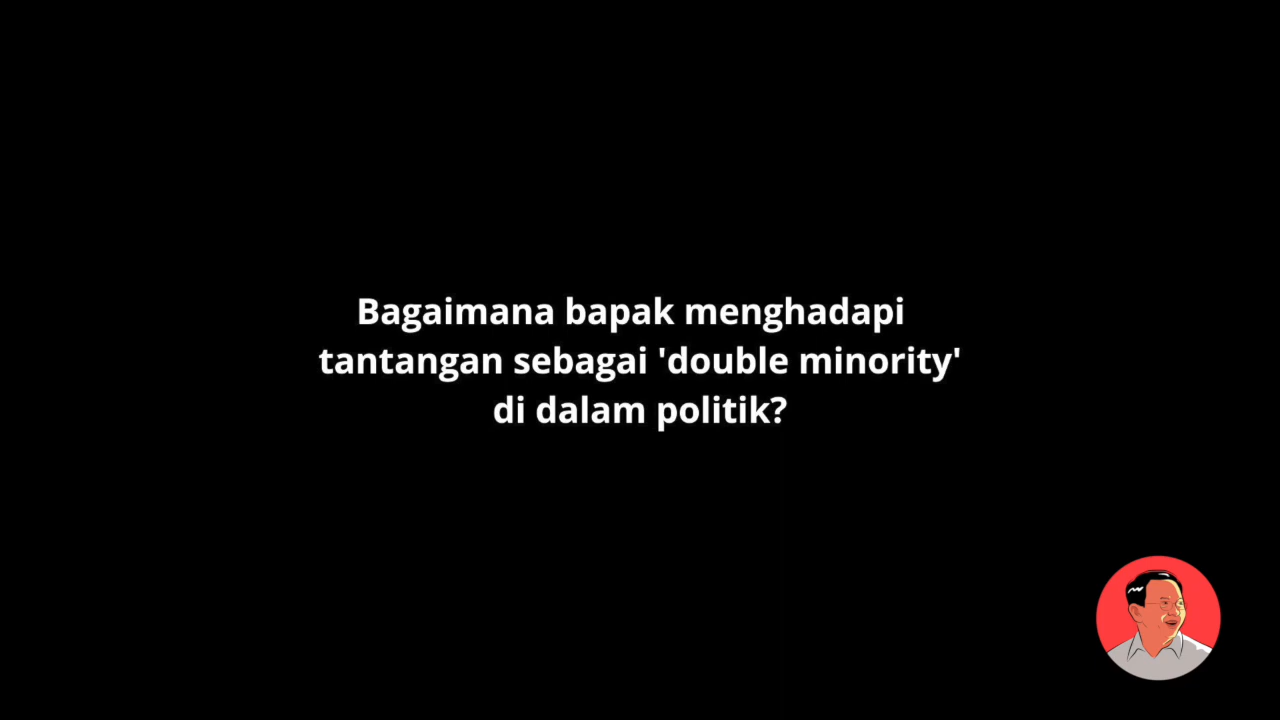 Bagaimana bapak menghadapi
tantangan sebagai 'double minority'
di dalam politik?